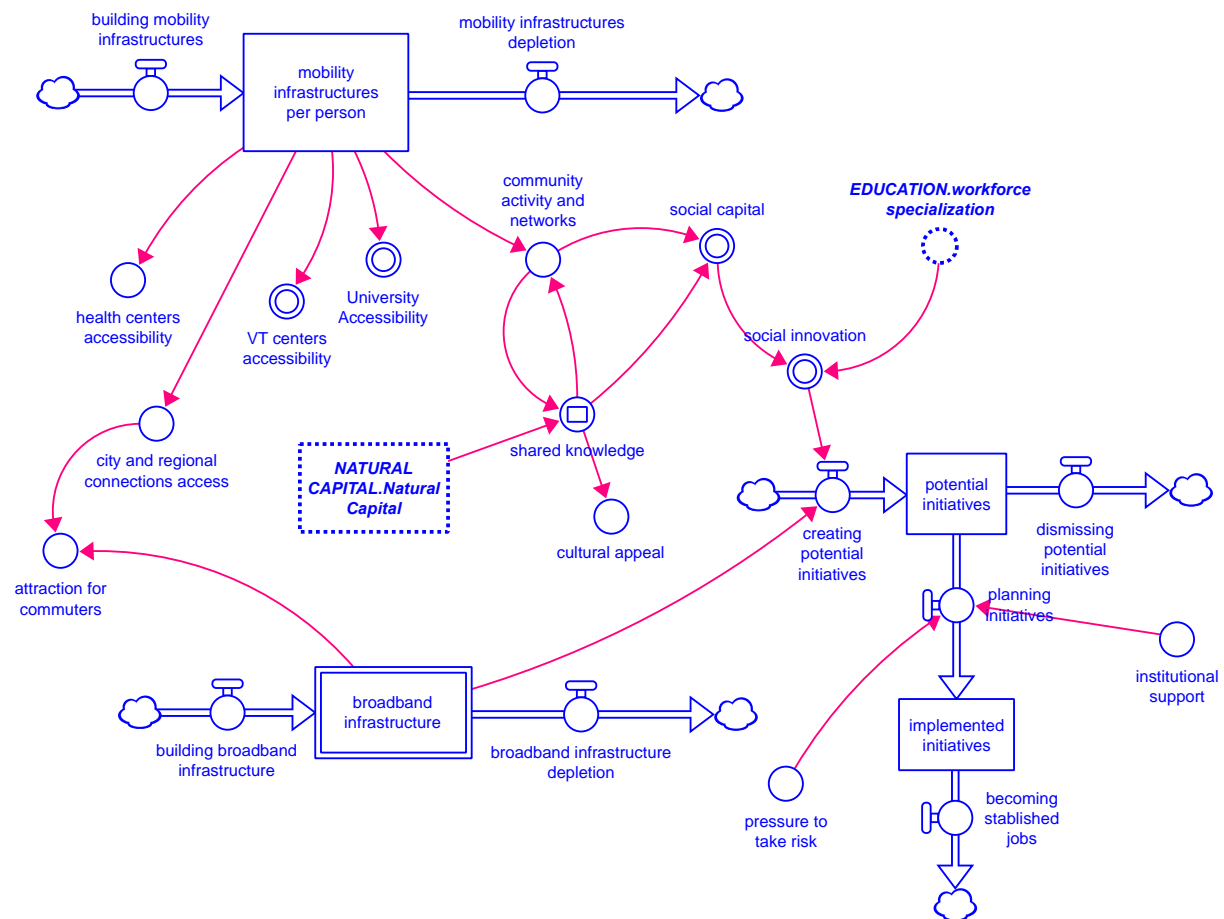 building mobility
infrastructures
mobility infrastructures
depletion
mobility
infrastructures
per person
community
activity and
networks
social capital
EDUCATION.workforce
specialization
health centers
accessibility
VT centers
accessibility
University
Accessibility
social innovation
city and regional
connections access
NATURAL
CAPITAL.Natural
Capital
shared knowledge
cultural appeal
creating
potential
initiatives
potential
initiatives
dismissing
potential
initiatives
attraction for
commuters
planning
initiatives
institutional
support
broadband
infrastructure
building broadband
infrastructure
broadband infrastructure
depletion
implemented
initiatives
pressure to
take risk
becoming
stablished
jobs